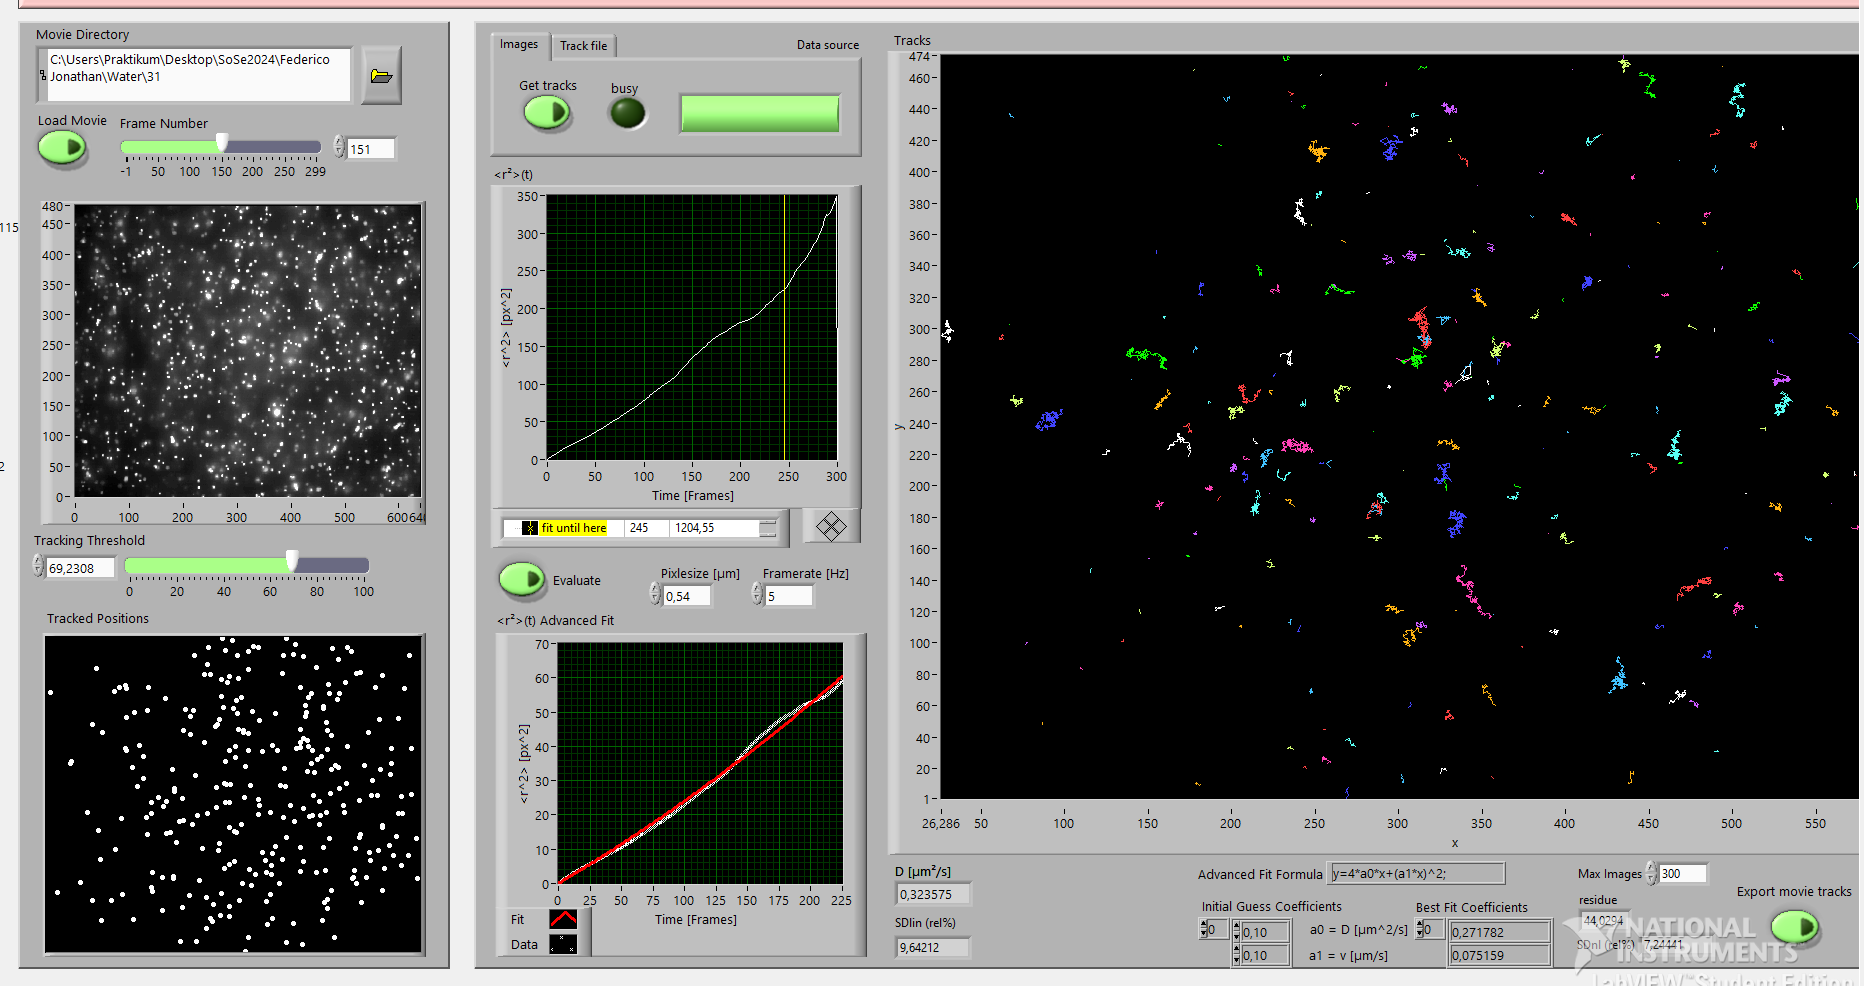 Movie Directory
C:\Users\Praktikum\Desktop\SoSe2024\Federico
Jonathan\Water\31
Load Movie
Frame Number
151
-1 50 100 150 200 250 299
115
2
480
450
400
350
300
250
200
150
100
50
0
0 100 200 300 400 500 600 640
Tracking Threshold
69,2308
0 20 40 60 80 100
Tracked Positions
Images
Track file
Data source
Get tracks
busy
<r²>(t)
<r^2> [px^2]
350
300
250
200
150
100
50
0
0 50 100 150 200 250 300
Time [Frames]
fit until here 245 1204,55
Evaluate
Pixlesize [µm]
0,54
Framerate [Hz]
5
<r²>(t) Advanced Fit
<r^2> [px^2]
70
60
50
40
30
20
10
0
0 25 50 75 100 125 150 175 200 225
Time [Frames]
Fit
Data
Tracks
y
474
460
440
420
400
380
360
340
320
300
280
260
240
220
200
180
160
140
120
100
80
60
40
20
1
26,286 50 100 150 200 250 300 350 400 450 500 550
x
D [µm²/s]
0,323575
SDlin (rel%)
9,64212
Advanced Fit Formula
y=4*a0*x+(a1*x)^2;
Initial Guess Coefficients
0
0,10
0,10
a0 = D [µm^2/s]
a1 = v [µm/s]
Best Fit Coefficients
0
0,271782
0,075159
Max Images
300
residue
44,0294
SDnl (rel%)
7,24441
Export movie tracks
NATIONAL
INSTRUMENTS
LabVIEW™ Student Edition